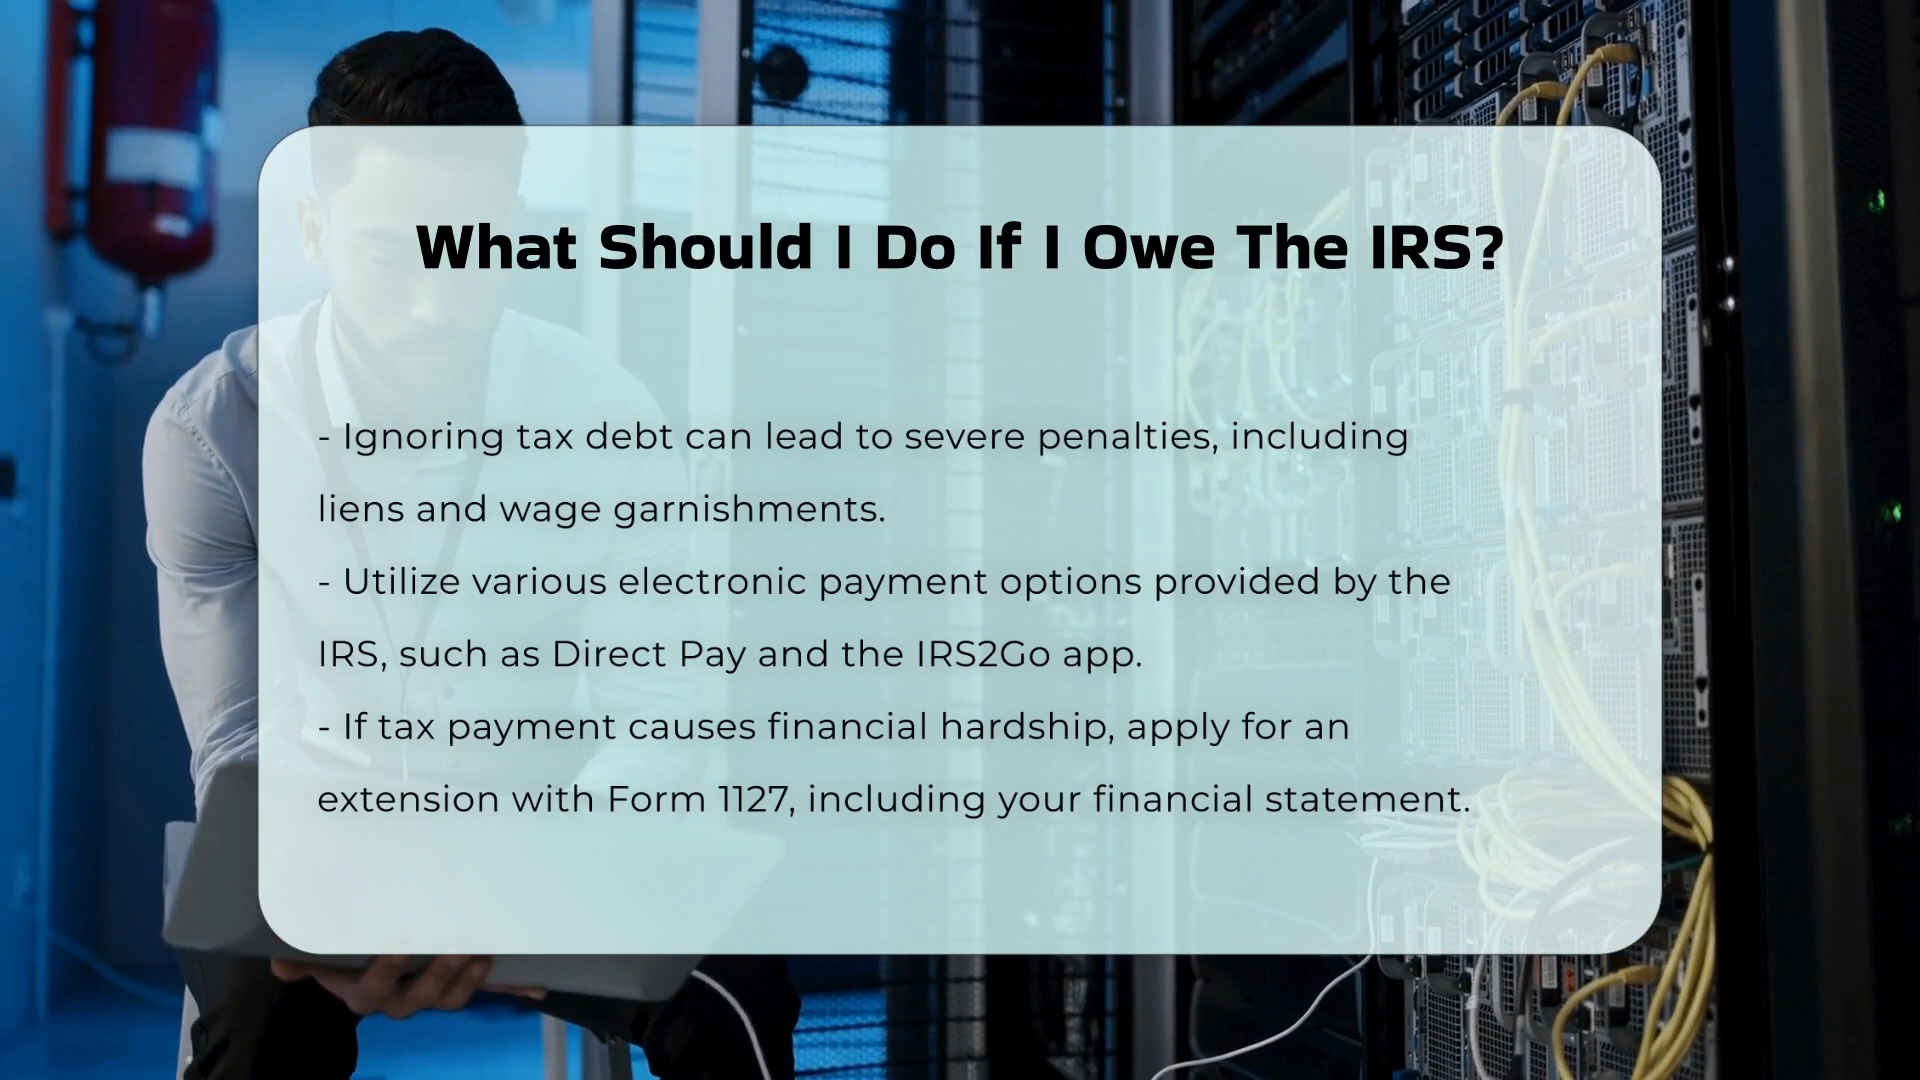 What Should I Do If I Owe The IRS?
- Ignoring tax debt can lead to severe penalties, including
liens and wage garnishments.
- Utilize various electronic payment options provided by the
IRS, such as Direct Pay and the IRS2Go app.
- If tax payment causes financial hardship, apply for an
extension with Form 1127, including your financial statement.